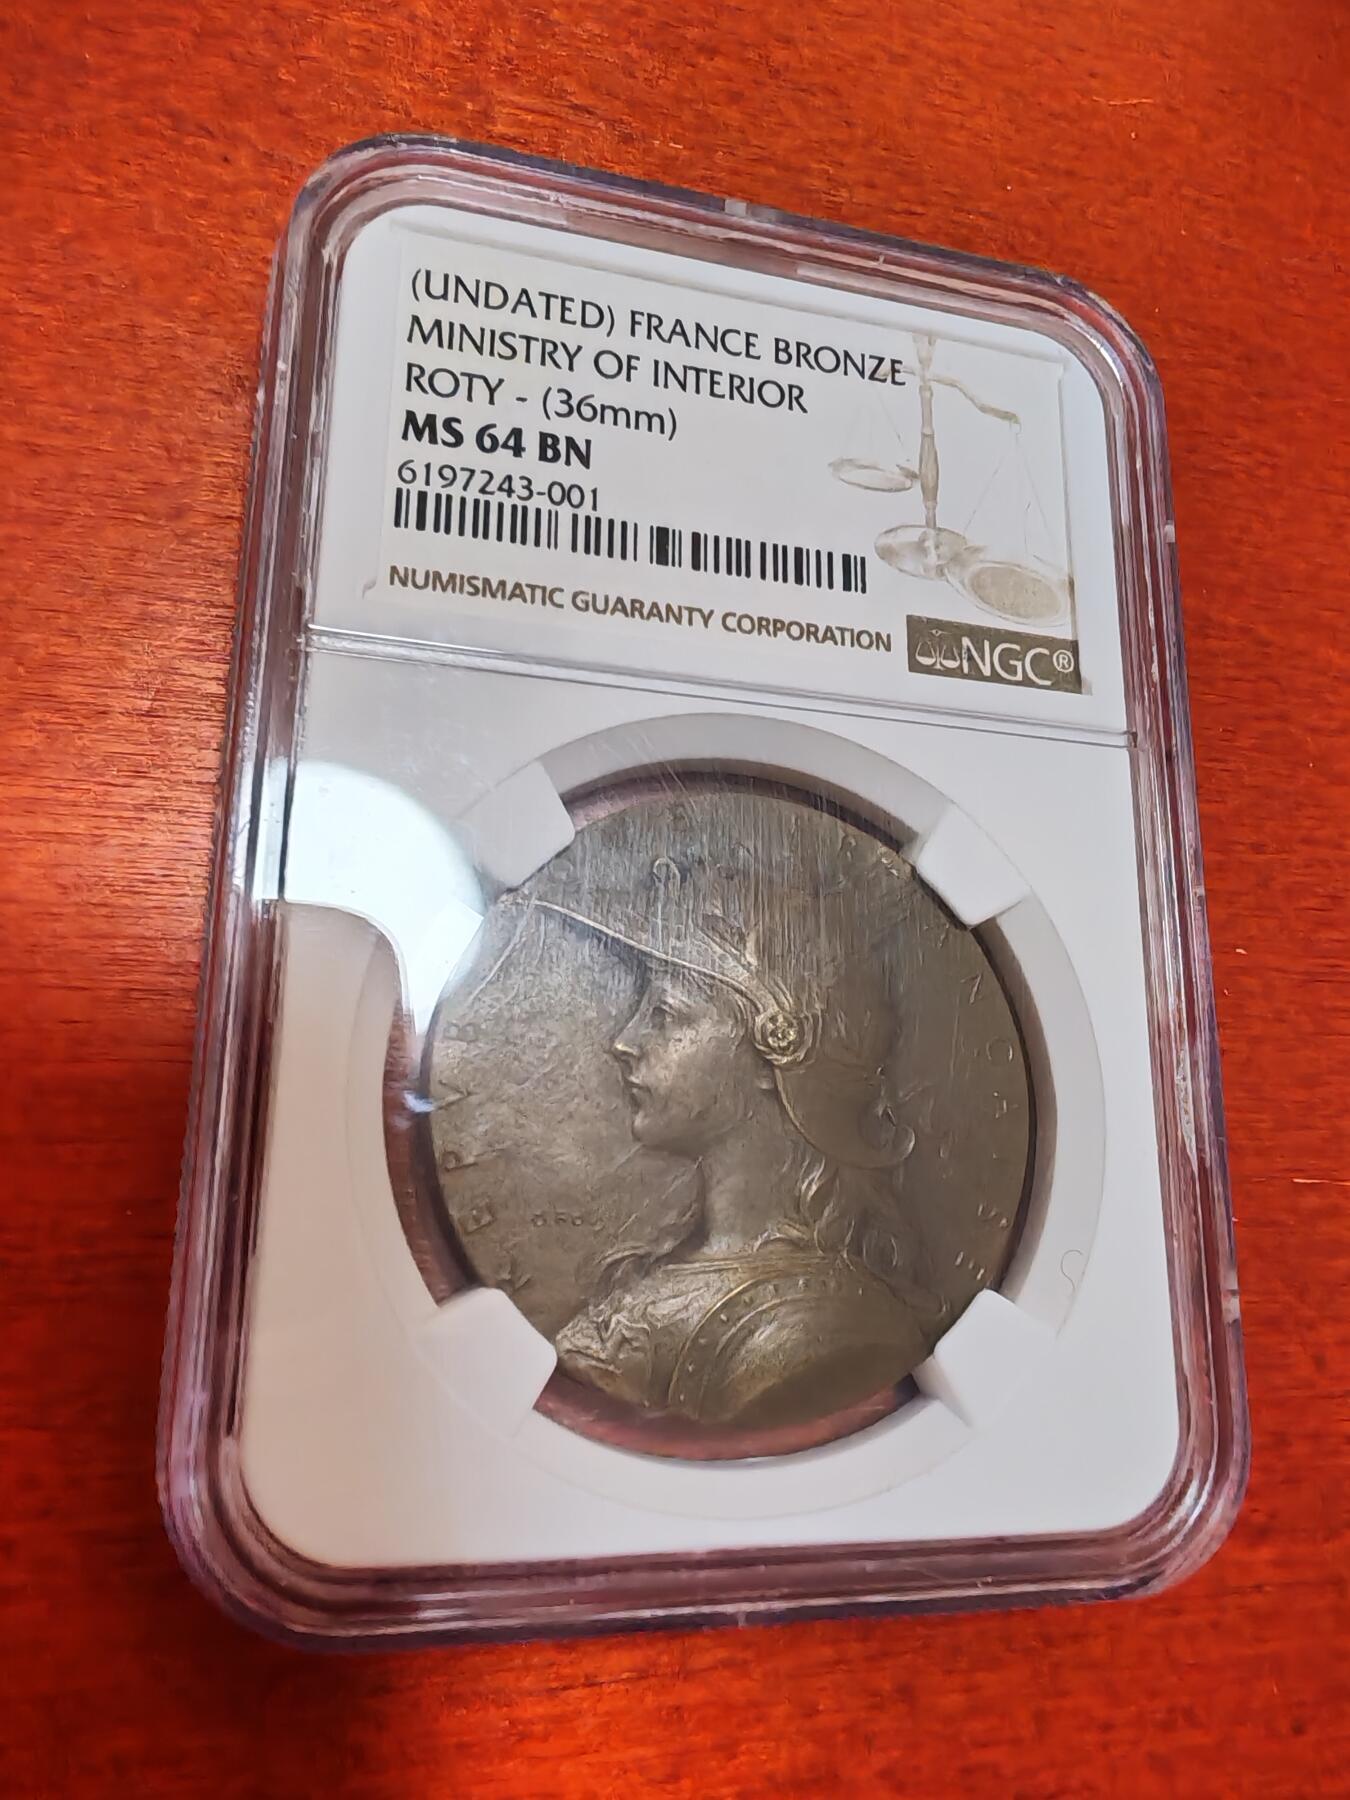 (UNDATED) FRANCE BRONZE
MINISTRY OF INTERIOR
ROTY - (36mm)
MS 64 BN
6197243-001
NUMISMATIC GUARANTY CORPORATION
NGC®